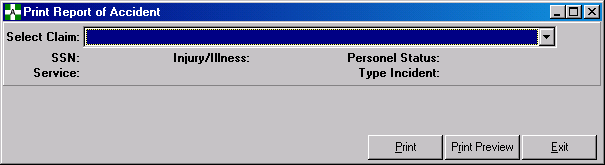 Print Report of Accident
Select Claim:
SSN: Injury/Illness: Personel Status:
Service: Type Incident:
Print Print Preview Exit